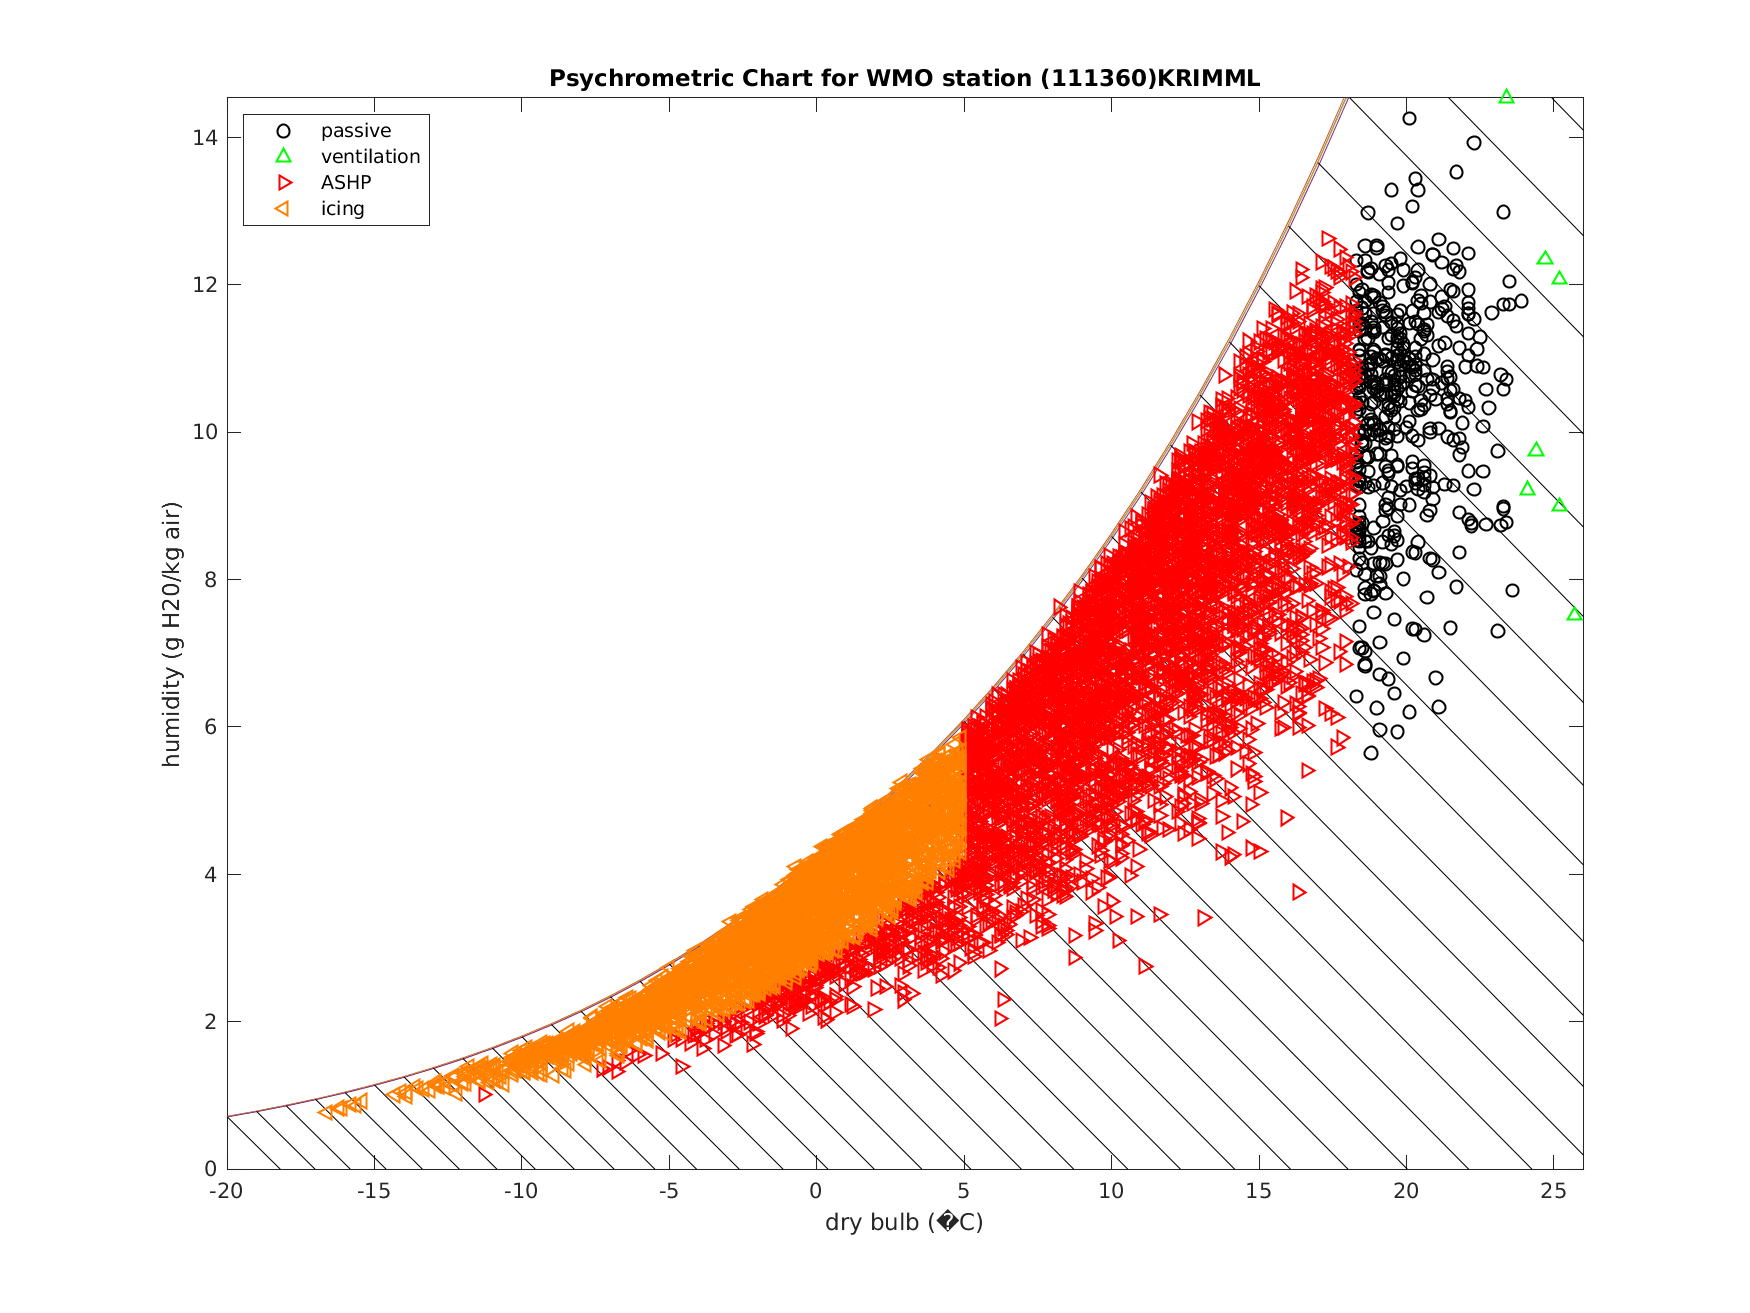 Psychrometric Chart for WMO station (111360)KRIMML
passive
ventilation
ASHP
icing
humidity (g H20/kg air)
14
12
10
8
6
4
2
0
-20 -15 -10 -5 0 5 10 15 20 25
dry bulb (�C)